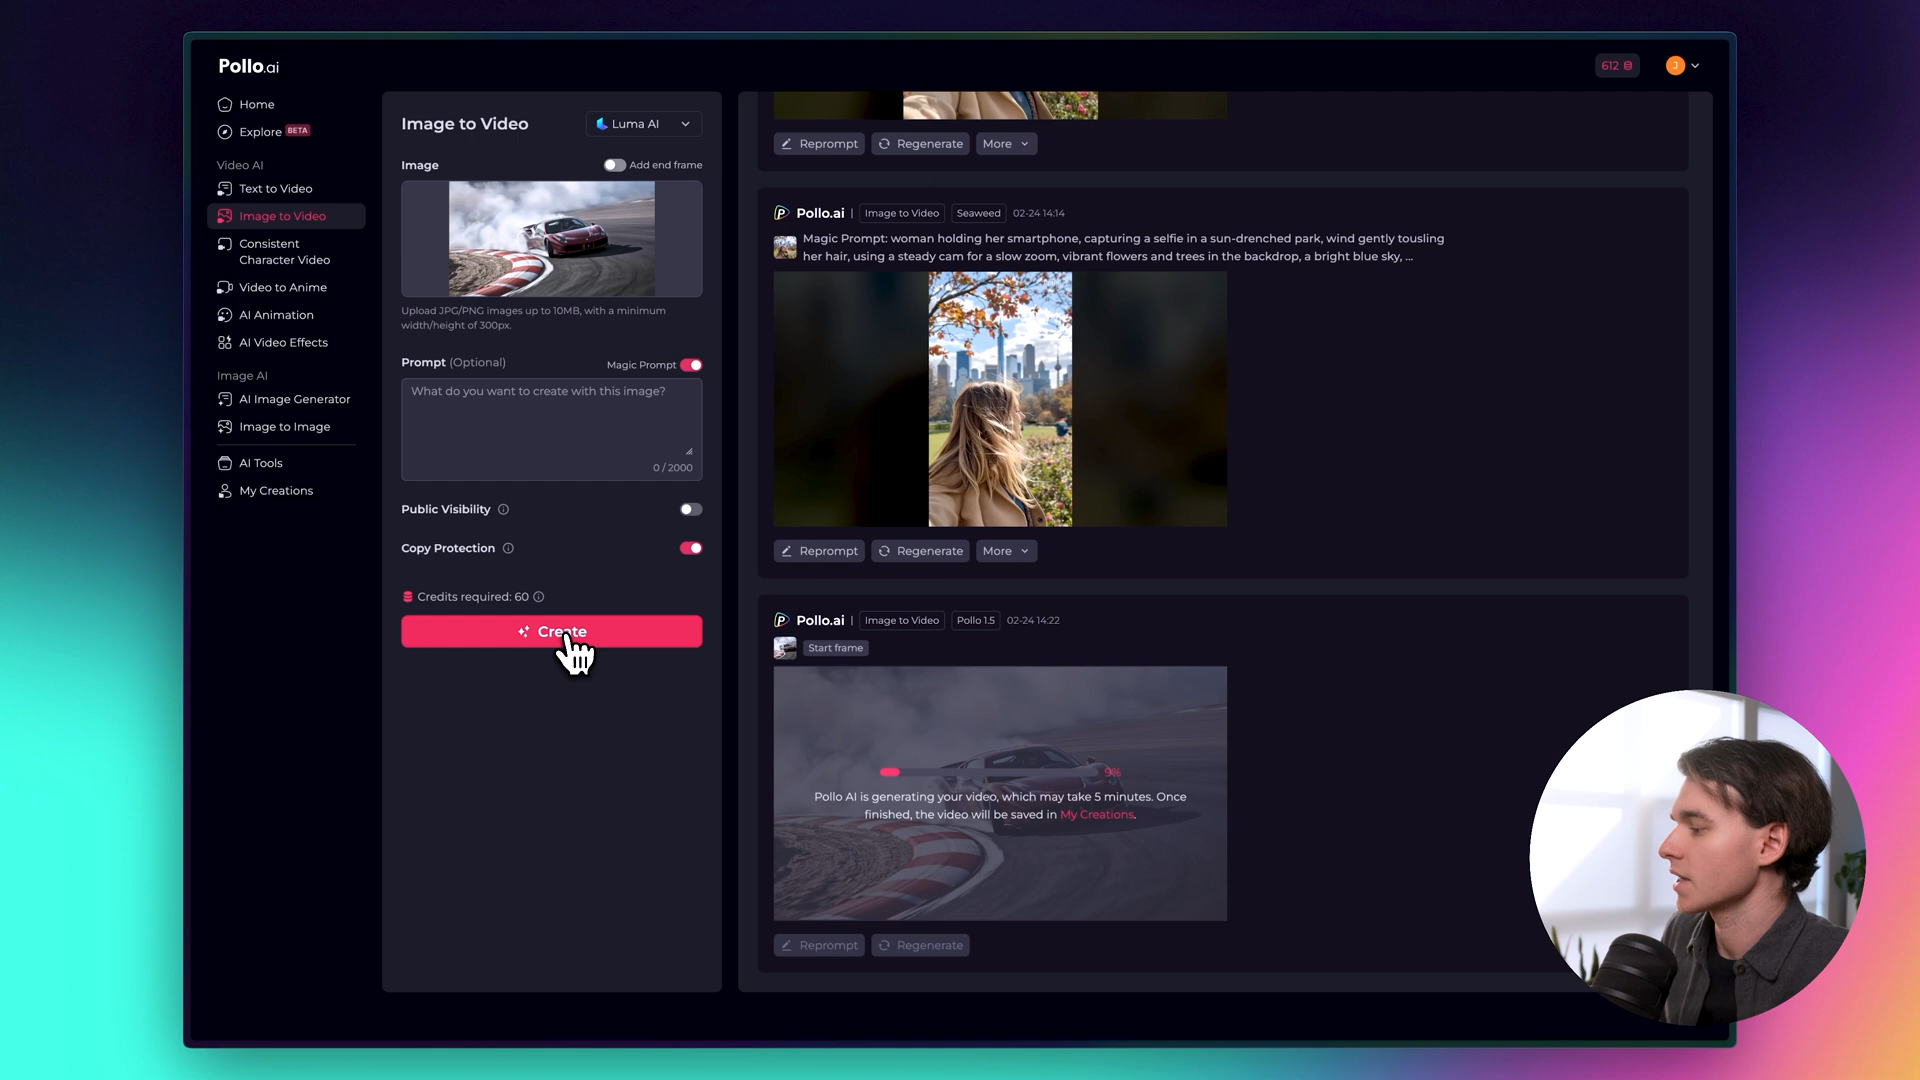 Pollo.ai
612
J
Home
Explore BETA
Video AI
Text to Video
Image to Video
Consistent
Character Video
Video to Anime
AI Animation
AI Video Effects
Image AI
AI Image Generator
Image to Image
AI Tools
My Creations
Image to Video
Luma AI
Image
Add end frame
Upload JPG/PNG images up to 10MB, with a minimum
width/height of 300px.
Prompt (Optional)
Magic Prompt
What do you want to create with this image?
0 / 2000
Public Visibility
Copy Protection
Credits required: 60
Create
Reprompt
Regenerate
More
Pollo.ai | Image to Video Seaweed 02-24 14:14
Magic Prompt: woman holding her smartphone, capturing a selfie in a sun-drenched park, wind gently tousling
her hair, using a steady cam for a slow zoom, vibrant flowers and trees in the backdrop, a bright blue sky, ...
Reprompt
Regenerate
More
Pollo.ai | Image to Video Pollo 1.5 02-24 14:22
Start frame
9%
Pollo AI is generating your video, which may take 5 minutes. Once
finished, the video will be saved in My Creations.
Reprompt
Regenerate